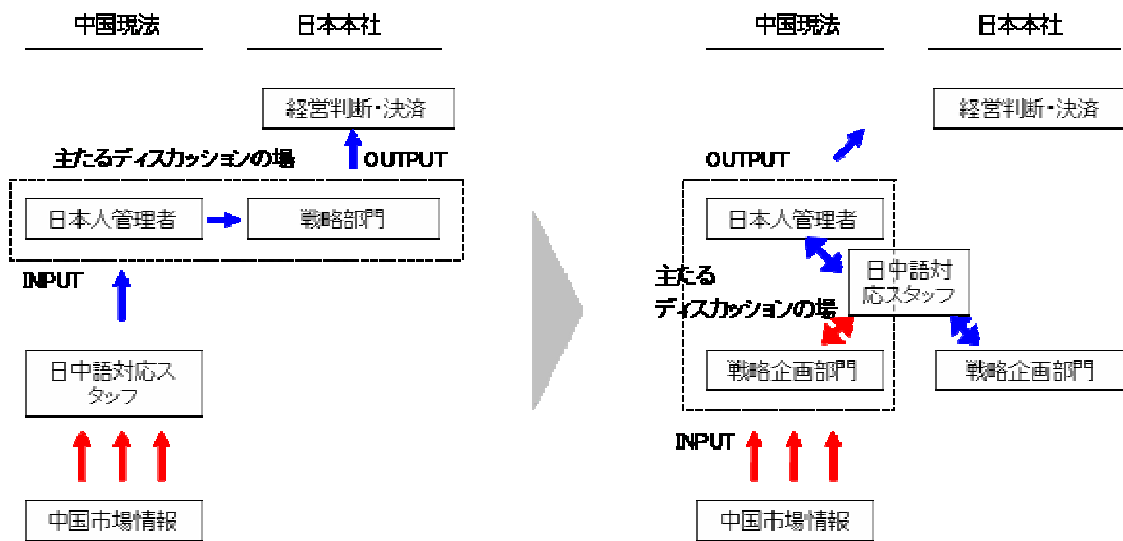 中国現法
日本本社
経営判断・決済
主たるディスカッションの場
OUTPUT
日本人管理者
戦略部門
INPUT
日中語対応ス
タッフ
中国市場情報
中国現法
日本本社
経営判断・決済
OUTPUT
日本人管理者
日中語対
応スタッフ
主たる
ディスカッションの場
戦略企画部門
戦略企画部門
INPUT
中国市場情報